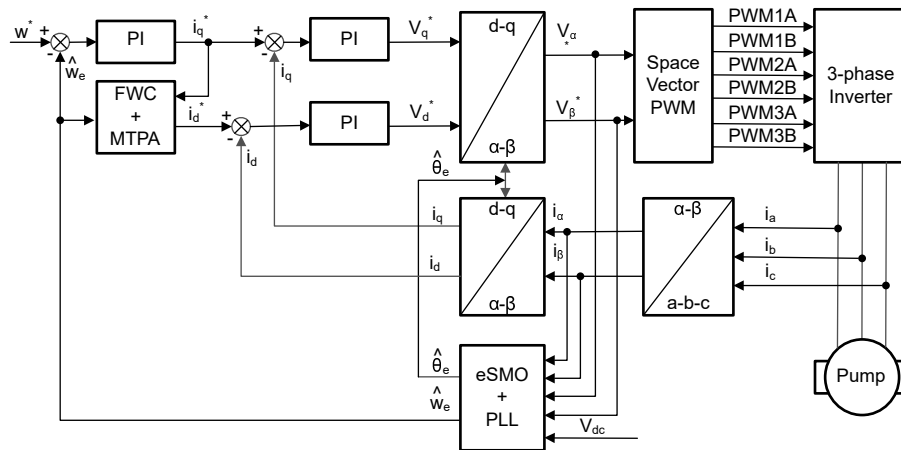 w* + - ŵe
PI
iq*
+ - iq
PI
Vq*
d-q
α-β
Vα*
Vβ*
Space
Vector
PWM
PWM1A
PWM1B
PWM2A
PWM2B
PWM3A
PWM3B
3-phase
Inverter
FWC
+
MTPA
id*
+ - id
PI
Vd*
θ̂e
iq
id
d-q
α-β
iα
iβ
α-β
a-b-c
ia
ib
ic
θ̂e
ŵe
eSMO
+
PLL
Vdc
Pump